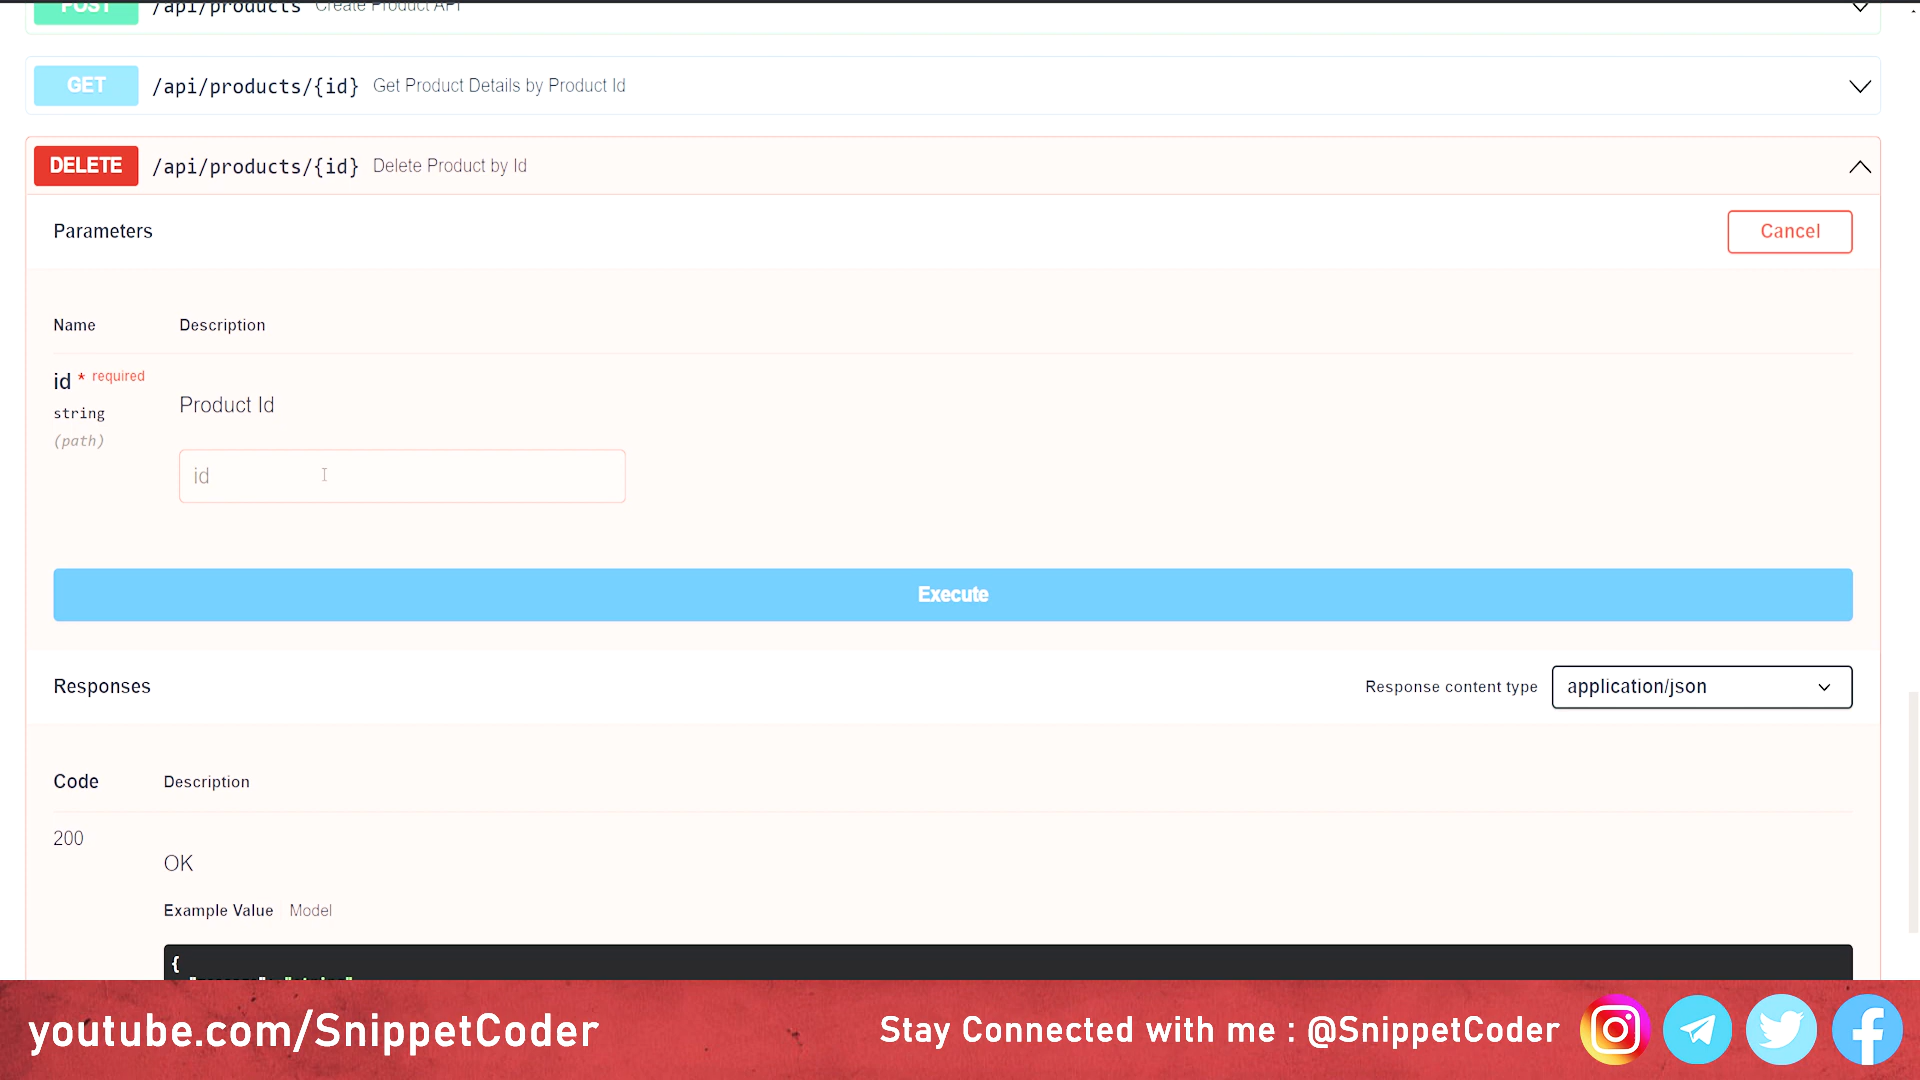 POST /api/products Create Product API
GET /api/products/{id} Get Product Details by Product Id
DELETE /api/products/{id} Delete Product by Id
Parameters
Cancel
Name Description
id * required
string
(path)
Product Id
id
Execute
Responses
Response content type application/json
Code Description
200
OK
Example Value Model
{
youtube.com/SnippetCoder
Stay Connected with me : @SnippetCoder